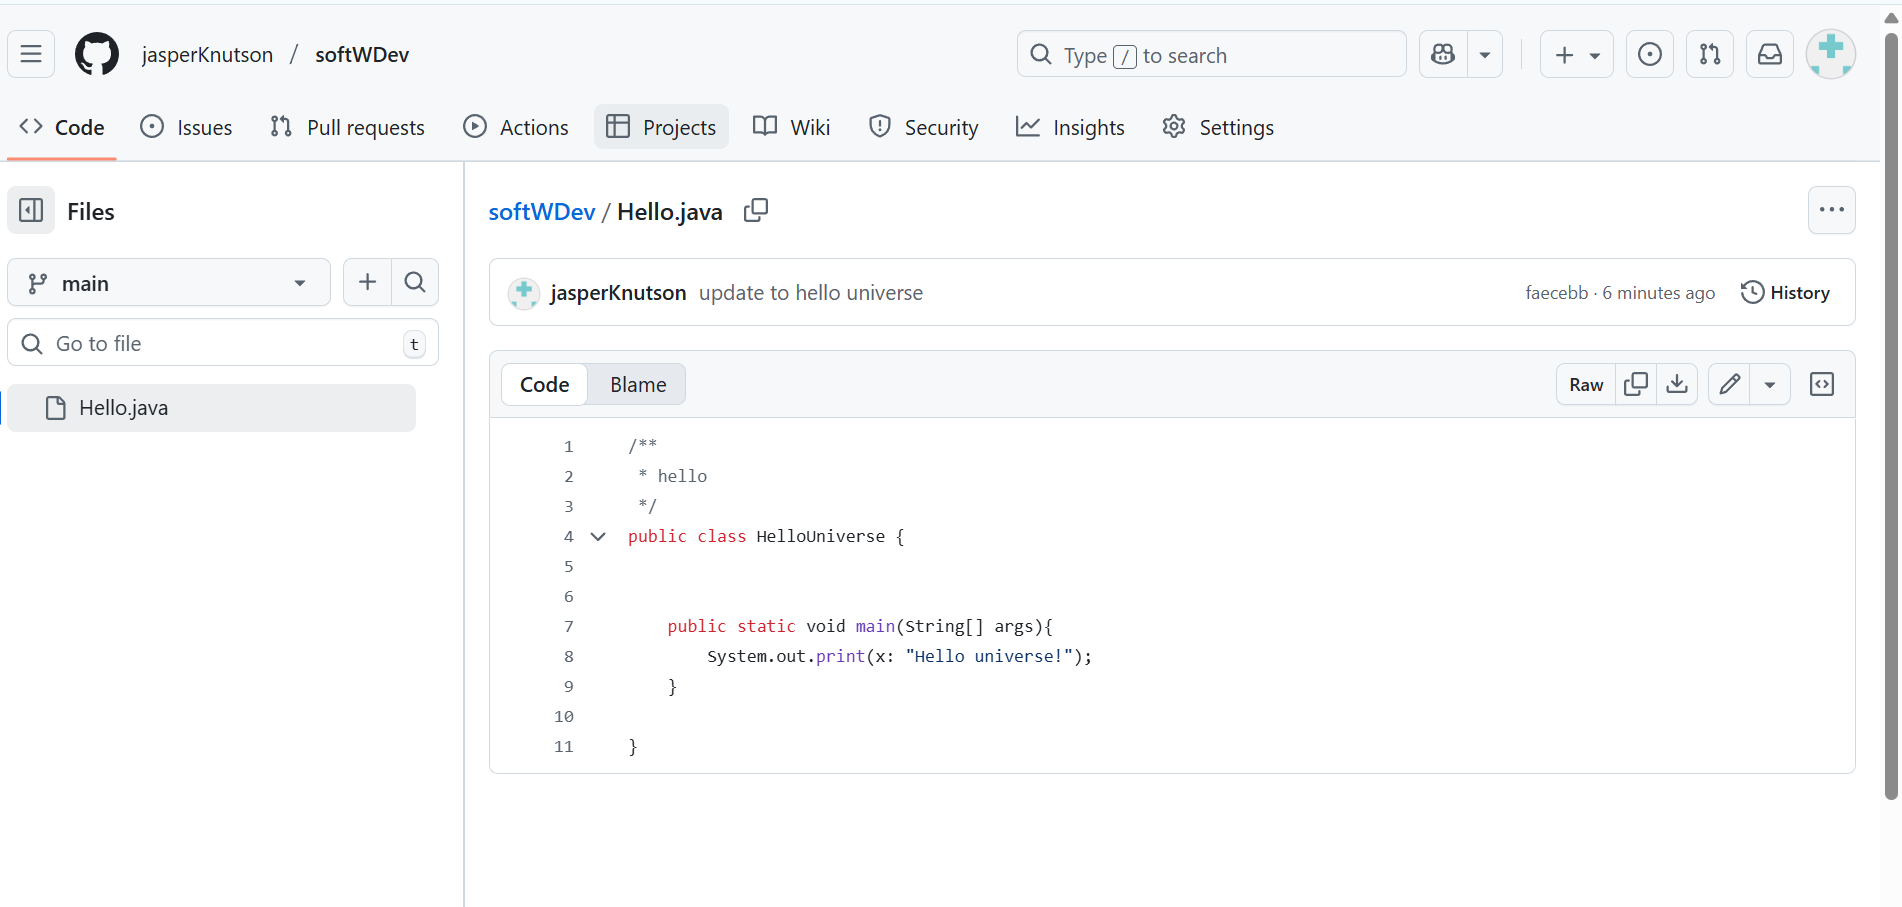 jasperKnutson / softWDev
Type / to search
Code Issues Pull requests Actions Projects Wiki Security Insights Settings
Files
main
Go to file t
Hello.java
softWDev / Hello.java
jasperKnutson update to hello universe faecebb · 6 minutes ago History
Code Blame Raw
1 /**
2  * hello
3  */
4 public class HelloUniverse {
5
6
7     public static void main(String[] args){
8         System.out.print(x: "Hello universe!");
9     }
10
11 }